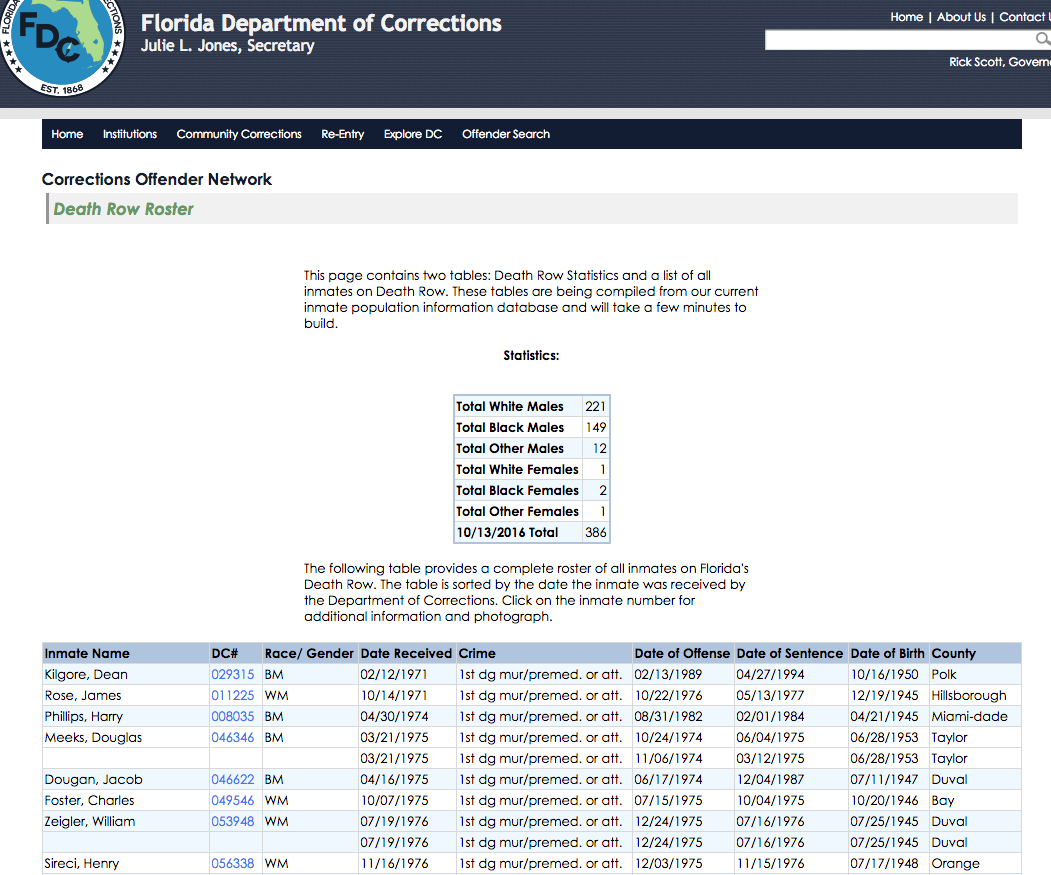 FLORIDA
CORRECTIONS
FDC
EST. 1868
Florida Department of Corrections
Julie L. Jones, Secretary
Home | About Us | Contact
Rick Scott, Governo
Home Institutions Community Corrections Re-Entry Explore DC Offender Search
Corrections Offender Network
Death Row Roster
This page contains two tables: Death Row Statistics and a list of all
inmates on Death Row. These tables are being compiled from our current
inmate population information database and will take a few minutes to
build.
Statistics:
Total White Males 221
Total Black Males 149
Total Other Males 12
Total White Females 1
Total Black Females 2
Total Other Females 1
10/13/2016 Total 386
The following table provides a complete roster of all inmates on Florida's
Death Row. The table is sorted by the date the inmate was received by
the Department of Corrections. Click on the inmate number for
additional information and photograph.
Inmate Name DC# Race/ Gender Date Received Crime Date of Offense Date of Sentence Date of Birth County
Kilgore, Dean 029315 BM 02/12/1971 1st dg mur/premed. or att. 02/13/1989 04/27/1994 10/16/1950 Polk
Rose, James 011225 WM 10/14/1971 1st dg mur/premed. or att. 10/22/1976 05/13/1977 12/19/1945 Hillsborough
Phillips, Harry 008035 BM 04/30/1974 1st dg mur/premed. or att. 08/31/1982 02/01/1984 04/21/1945 Miami-dade
Meeks, Douglas 046346 BM 03/21/1975 1st dg mur/premed. or att. 10/24/1974 06/04/1975 06/28/1953 Taylor
03/21/1975 1st dg mur/premed. or att. 11/06/1974 03/12/1975 06/28/1953 Taylor
Dougan, Jacob 046622 BM 04/16/1975 1st dg mur/premed. or att. 06/17/1974 12/04/1987 07/11/1947 Duval
Foster, Charles 049546 WM 10/07/1975 1st dg mur/premed. or att. 07/15/1975 10/04/1975 10/20/1946 Bay
Zeigler, William 053948 WM 07/19/1976 1st dg mur/premed. or att. 12/24/1975 07/16/1976 07/25/1945 Duval
07/19/1976 1st dg mur/premed. or att. 12/24/1975 07/16/1976 07/25/1945 Duval
Sireci, Henry 056338 WM 11/16/1976 1st dg mur/premed. or att. 12/03/1975 11/15/1976 07/17/1948 Orange